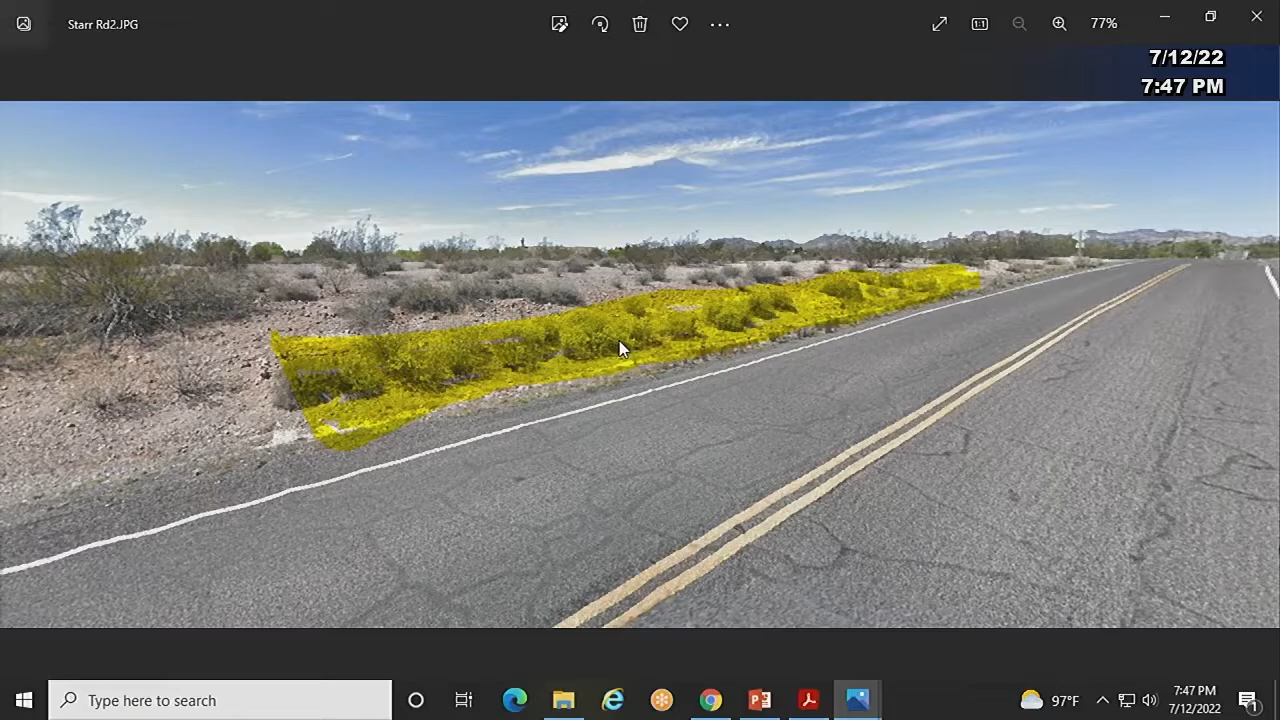 Starr Rd2.JPG
77%
7/12/22
7:47 PM
Type here to search
97°F
7:47 PM
7/12/2022
1